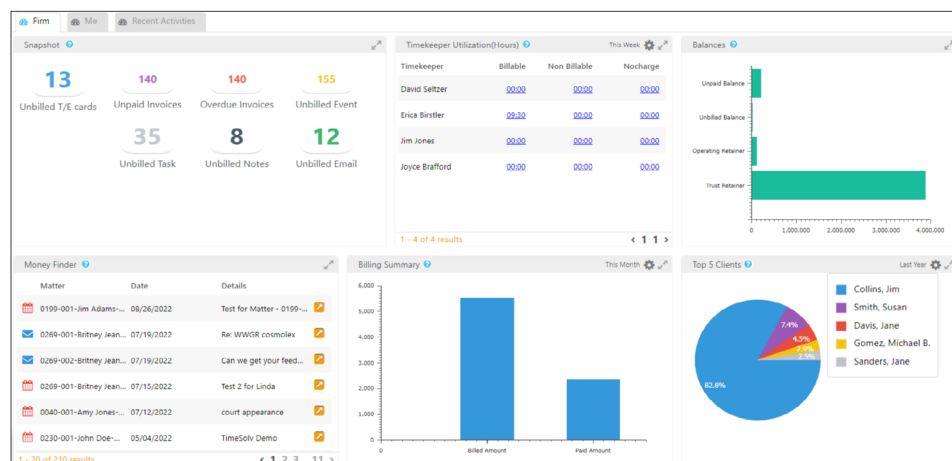 Firm
Me
Recent Activities
Snapshot
13
Unbilled T/E cards
140
Unpaid Invoices
140
Overdue Invoices
155
Unbilled Event
35
Unbilled Task
8
Unbilled Notes
12
Unbilled Email
Timekeeper Utilization(Hours) This Week
Timekeeper Billable Non Billable Nocharge
David Seltzer 00:00 00:00 00:00
Erica Birstler 09:30 00:00 00:00
Jim Jones 00:00 00:00 00:00
Joyce Brafford 00:00 00:00 00:00
1 - 4 of 4 results ‹ 1 1 ›
Balances
Unpaid Balance
Unbilled Balance
Operating Retainer
Trust Retainer
0 1,000,000 2,000,000 3,000,000 4,000,000
Money Finder
Matter Date Details
0199-001-Jim Adams-... 08/26/2022 Test for Matter - 0199-...
0269-001-Britney Jean... 07/19/2022 Re: WWGR cosmolex
0269-002-Britney Jean... 07/19/2022 Can we get your feed...
0269-001-Britney Jean... 07/15/2022 Test 2 for Linda
0040-001-Amy Jones-... 07/12/2022 court appearance
0230-001-John Doe-... 05/04/2022 TimeSolv Demo
1 - 20 of 210 results ‹ 1 2 3 ... 11 ›
Billing Summary This Month
6,000
5,000
4,000
3,000
2,000
1,000
0
0 Billed Amount Paid Amount
Top 5 Clients Last Year
Collins, Jim
Smith, Susan
Davis, Jane
Gomez, Michael B.
Sanders, Jane
7.4%
4.5%
2.9%
2.5%
82.8%